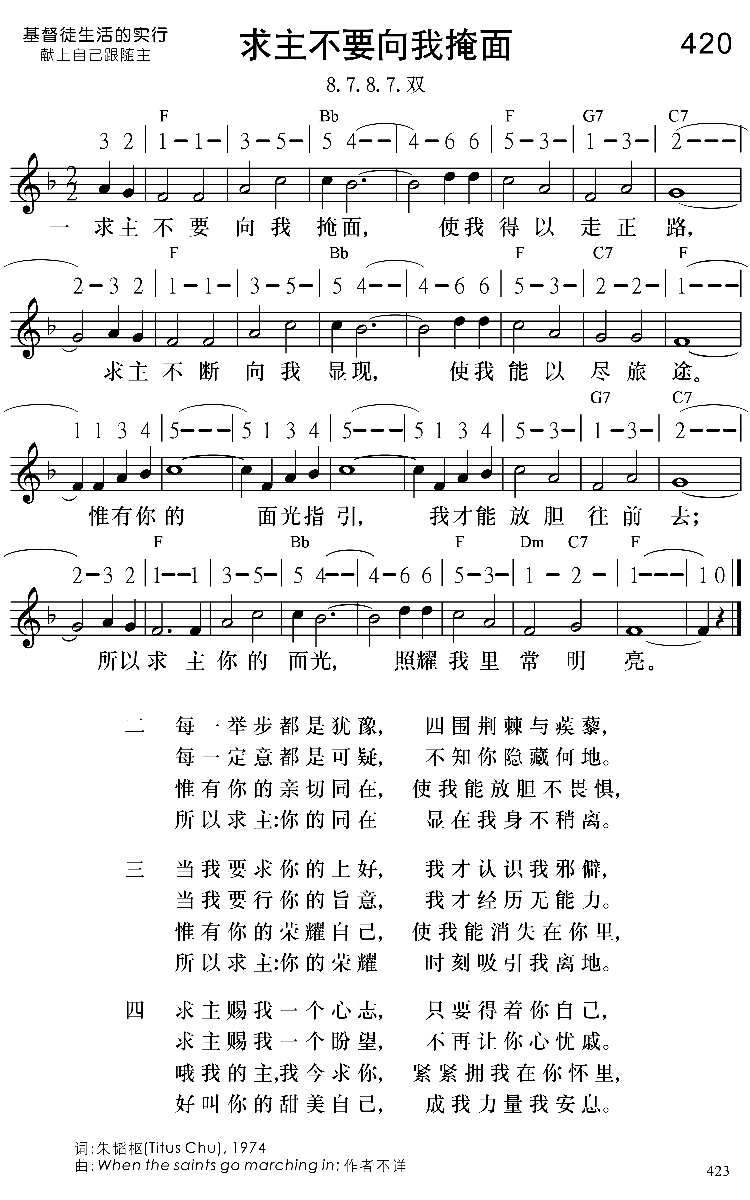 基督徒生活的实行
献上自己跟随主
求主不要向我掩面
420
8.7.8.7.双
F Bb F G7 C7
3 2 | 1-1- | 3-5- | 5 4-- | 4-6 6 | 5-3- | 1-3- | 2---
一 求主不要向我掩面, 使我得以走正路,
F Bb F C7 F
2-3 2 | 1-1- | 3-5- | 5 4-- | 4-6 6 | 5-3- | 2-2- | 1---
求主不断向我显现, 使我能以尽旅途。
G7 C7
1 1 3 4 | 5--- | 5 1 3 4 | 5--- | 5 3 4 5 | 5-3- | 1-3- | 2---
惟有你的 面光指引, 我才能放胆往前去;
F Bb F Dm C7 F
2-3 2 | 1--1 | 3-5- | 5 4-- | 4-6 6 | 5-3- | 1-2- | 1--- | 1 0 ‖
所以求主你的面光, 照耀我里常明亮。
二 每一举步都是犹豫, 四围荆棘与蒺藜,
每一定意都是可疑, 不知你隐藏何地。
惟有你的亲切同在, 使我能放胆不畏惧,
所以求主:你的同在 显在我身不稍离。
三 当我要求你的上好, 我才认识我邪僻,
当我要行你的旨意, 我才经历无能力。
惟有你的荣耀自己, 使我能消失在你里,
所以求主:你的荣耀 时刻吸引我离地。
四 求主赐我一个心志, 只要得着你自己,
求主赐我一个盼望, 不再让你心忧戚。
哦我的主,我今求你, 紧紧拥我在你怀里,
好叫你的甜美自己, 成我力量我安息。
词:朱韬枢(Titus Chu), 1974
曲:When the saints go marching in;作者不详
423